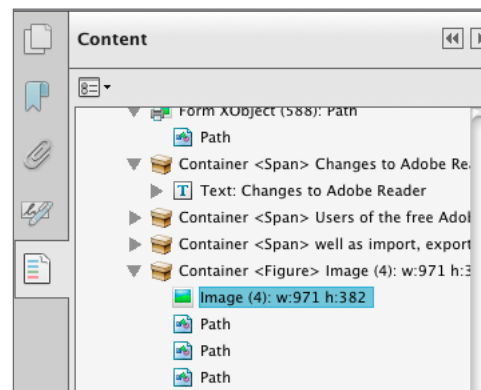 Content
Form XObject (588): Path
Path
Container <Span> Changes to Adobe Rea
T Text: Changes to Adobe Reader
Container <Span> Users of the free Adob
Container <Span> well as import, export
Container <Figure> Image (4): w:971 h:3
Image (4): w:971 h:382
Path
Path
Path